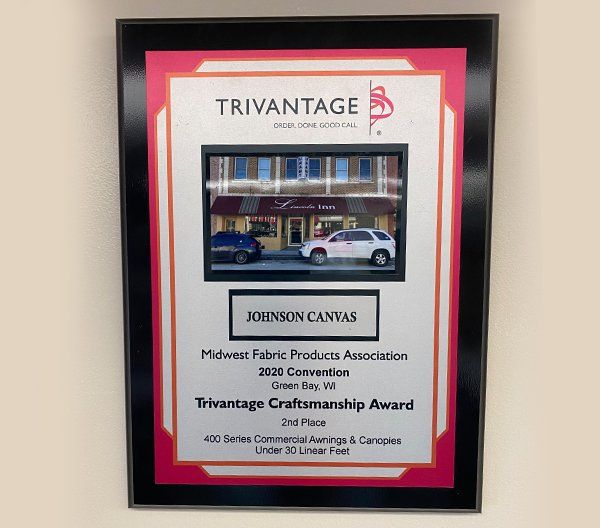 TRIVANTAGE
ORDER. DONE. GOOD CALL.
®
Lincoln Inn
JOHNSON CANVAS
Midwest Fabric Products Association
2020 Convention
Green Bay, WI
Trivantage Craftsmanship Award
2nd Place
400 Series Commercial Awnings & Canopies
Under 30 Linear Feet